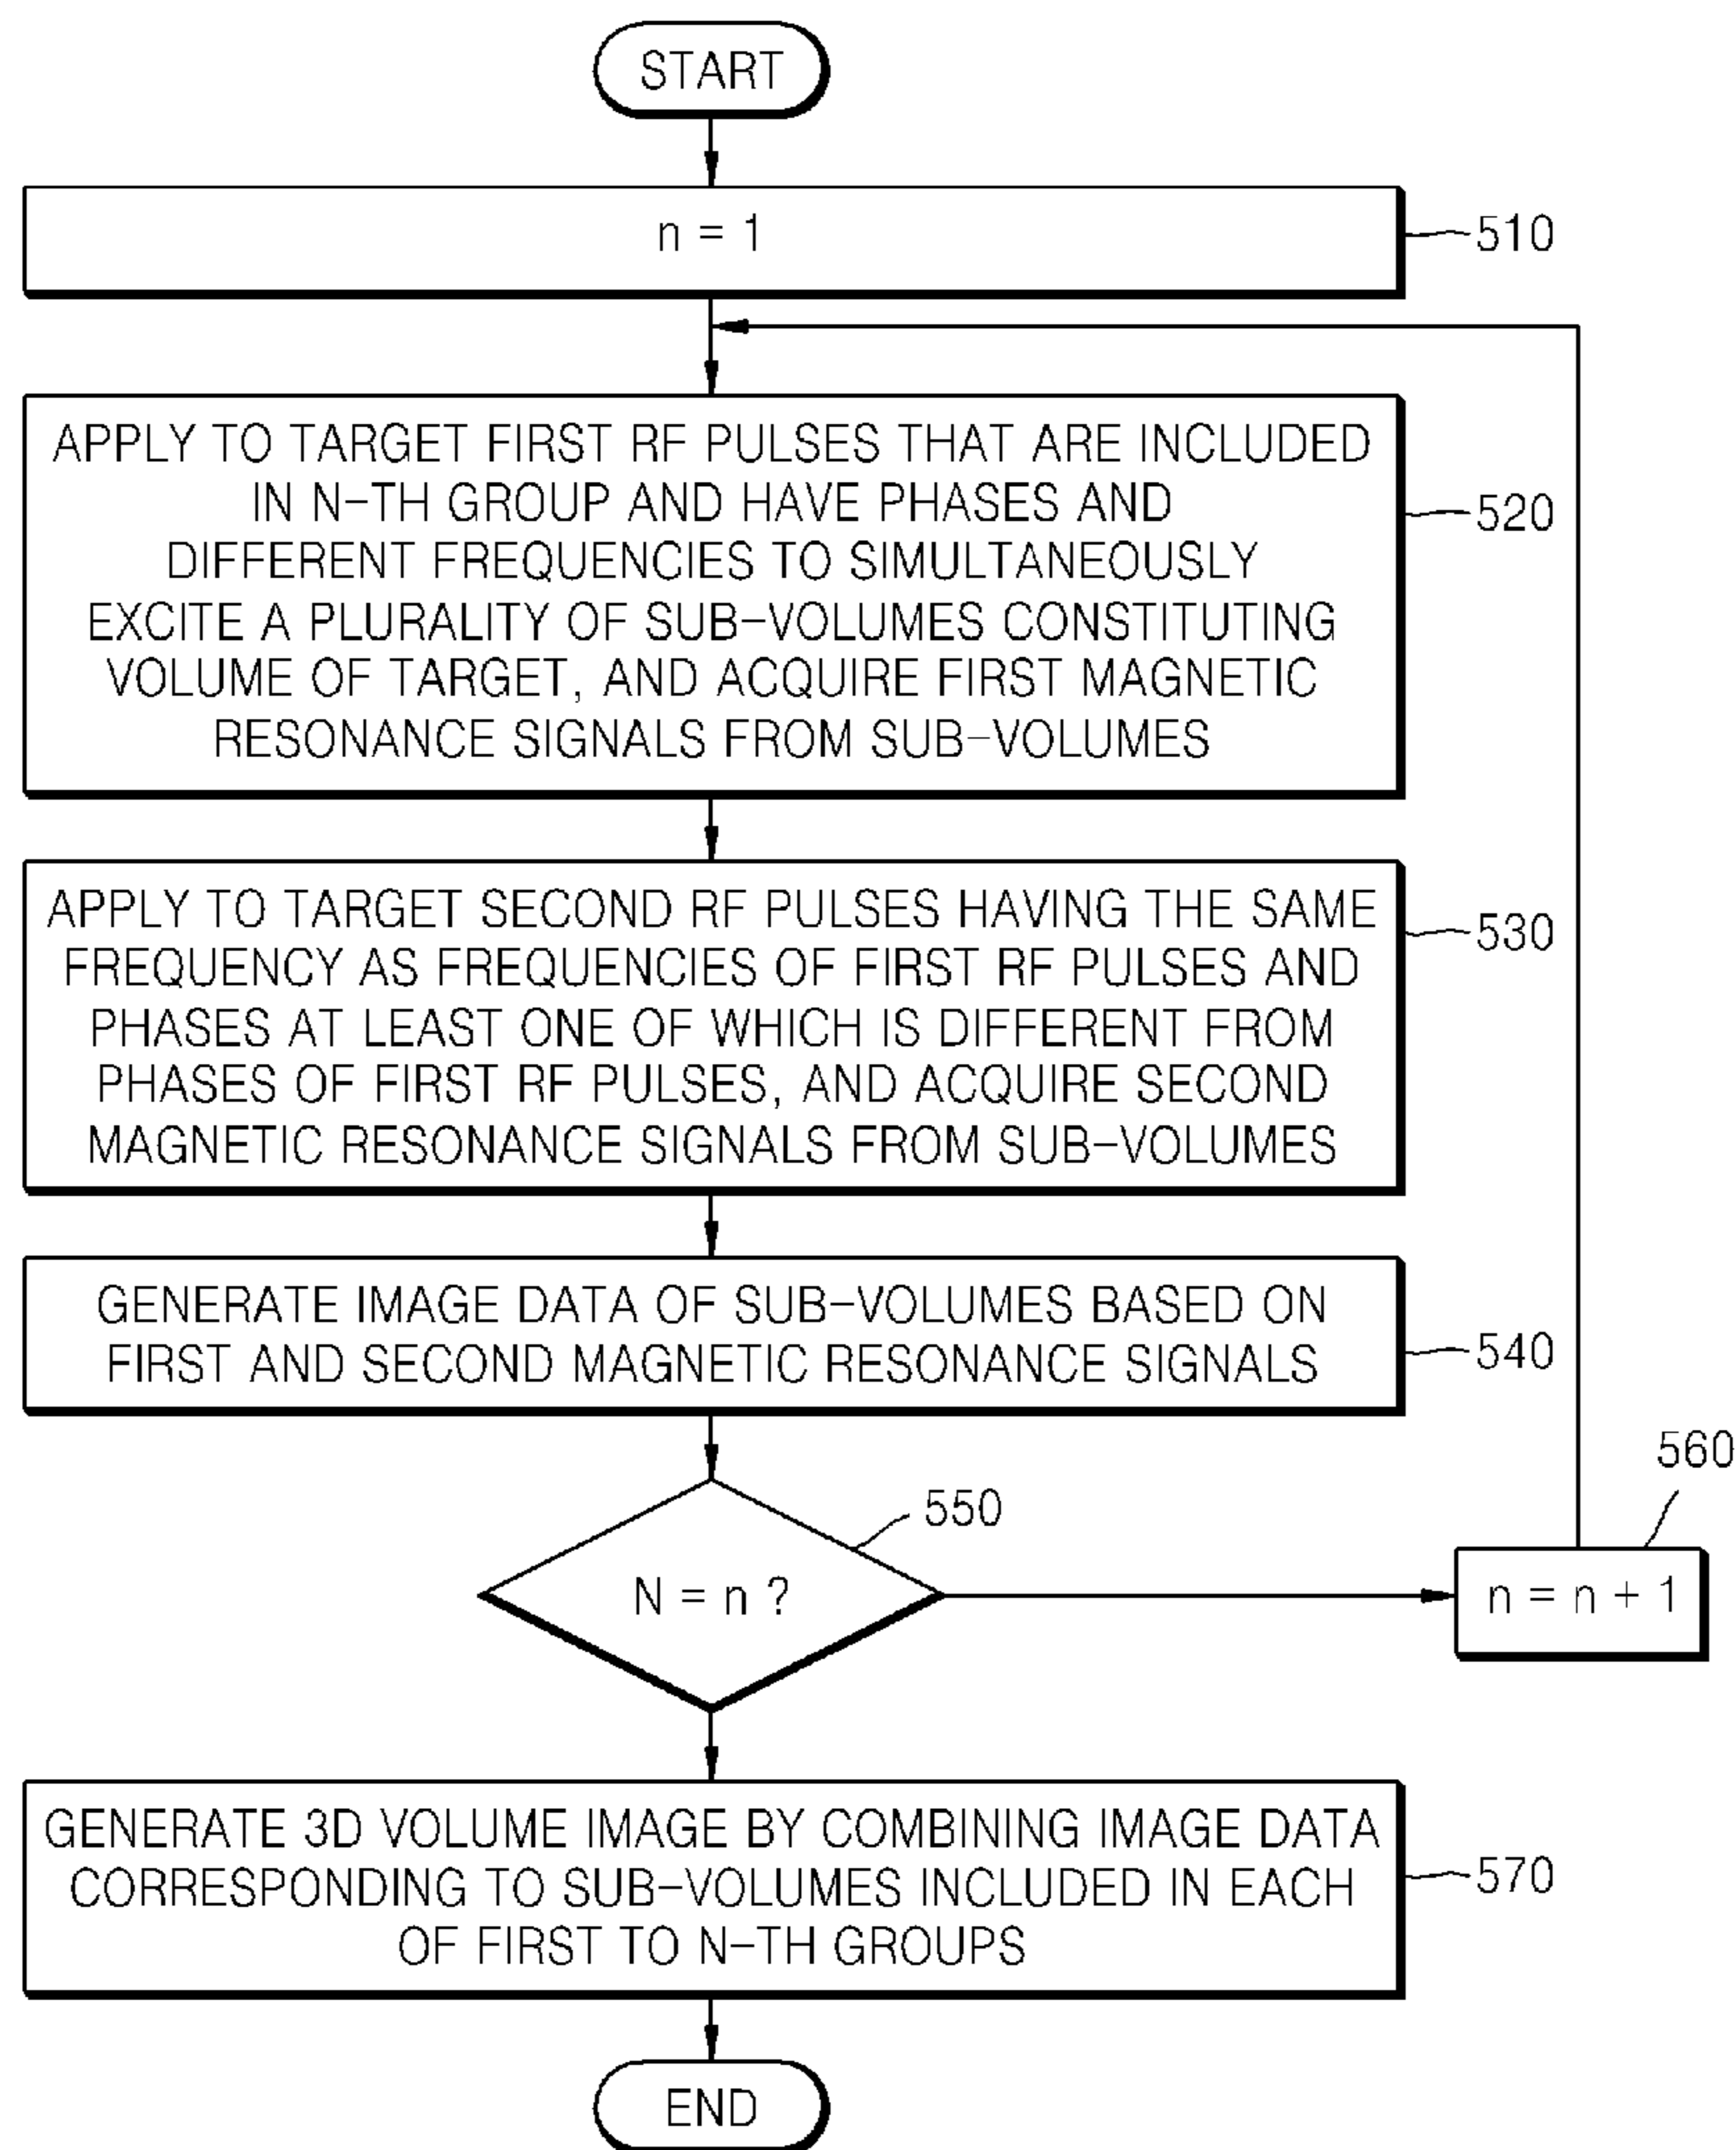 START
n = 1
510
APPLY TO TARGET FIRST RF PULSES THAT ARE INCLUDED
IN N-TH GROUP AND HAVE PHASES AND
DIFFERENT FREQUENCIES TO SIMULTANEOUSLY
EXCITE A PLURALITY OF SUB-VOLUMES CONSTITUTING
VOLUME OF TARGET, AND ACQUIRE FIRST MAGNETIC
RESONANCE SIGNALS FROM SUB-VOLUMES
520
APPLY TO TARGET SECOND RF PULSES HAVING THE SAME
FREQUENCY AS FREQUENCIES OF FIRST RF PULSES AND
PHASES AT LEAST ONE OF WHICH IS DIFFERENT FROM
PHASES OF FIRST RF PULSES, AND ACQUIRE SECOND
MAGNETIC RESONANCE SIGNALS FROM SUB-VOLUMES
530
GENERATE IMAGE DATA OF SUB-VOLUMES BASED ON
FIRST AND SECOND MAGNETIC RESONANCE SIGNALS
540
N = n ?
550
n = n + 1
560
GENERATE 3D VOLUME IMAGE BY COMBINING IMAGE DATA
CORRESPONDING TO SUB-VOLUMES INCLUDED IN EACH
OF FIRST TO N-TH GROUPS
570
END